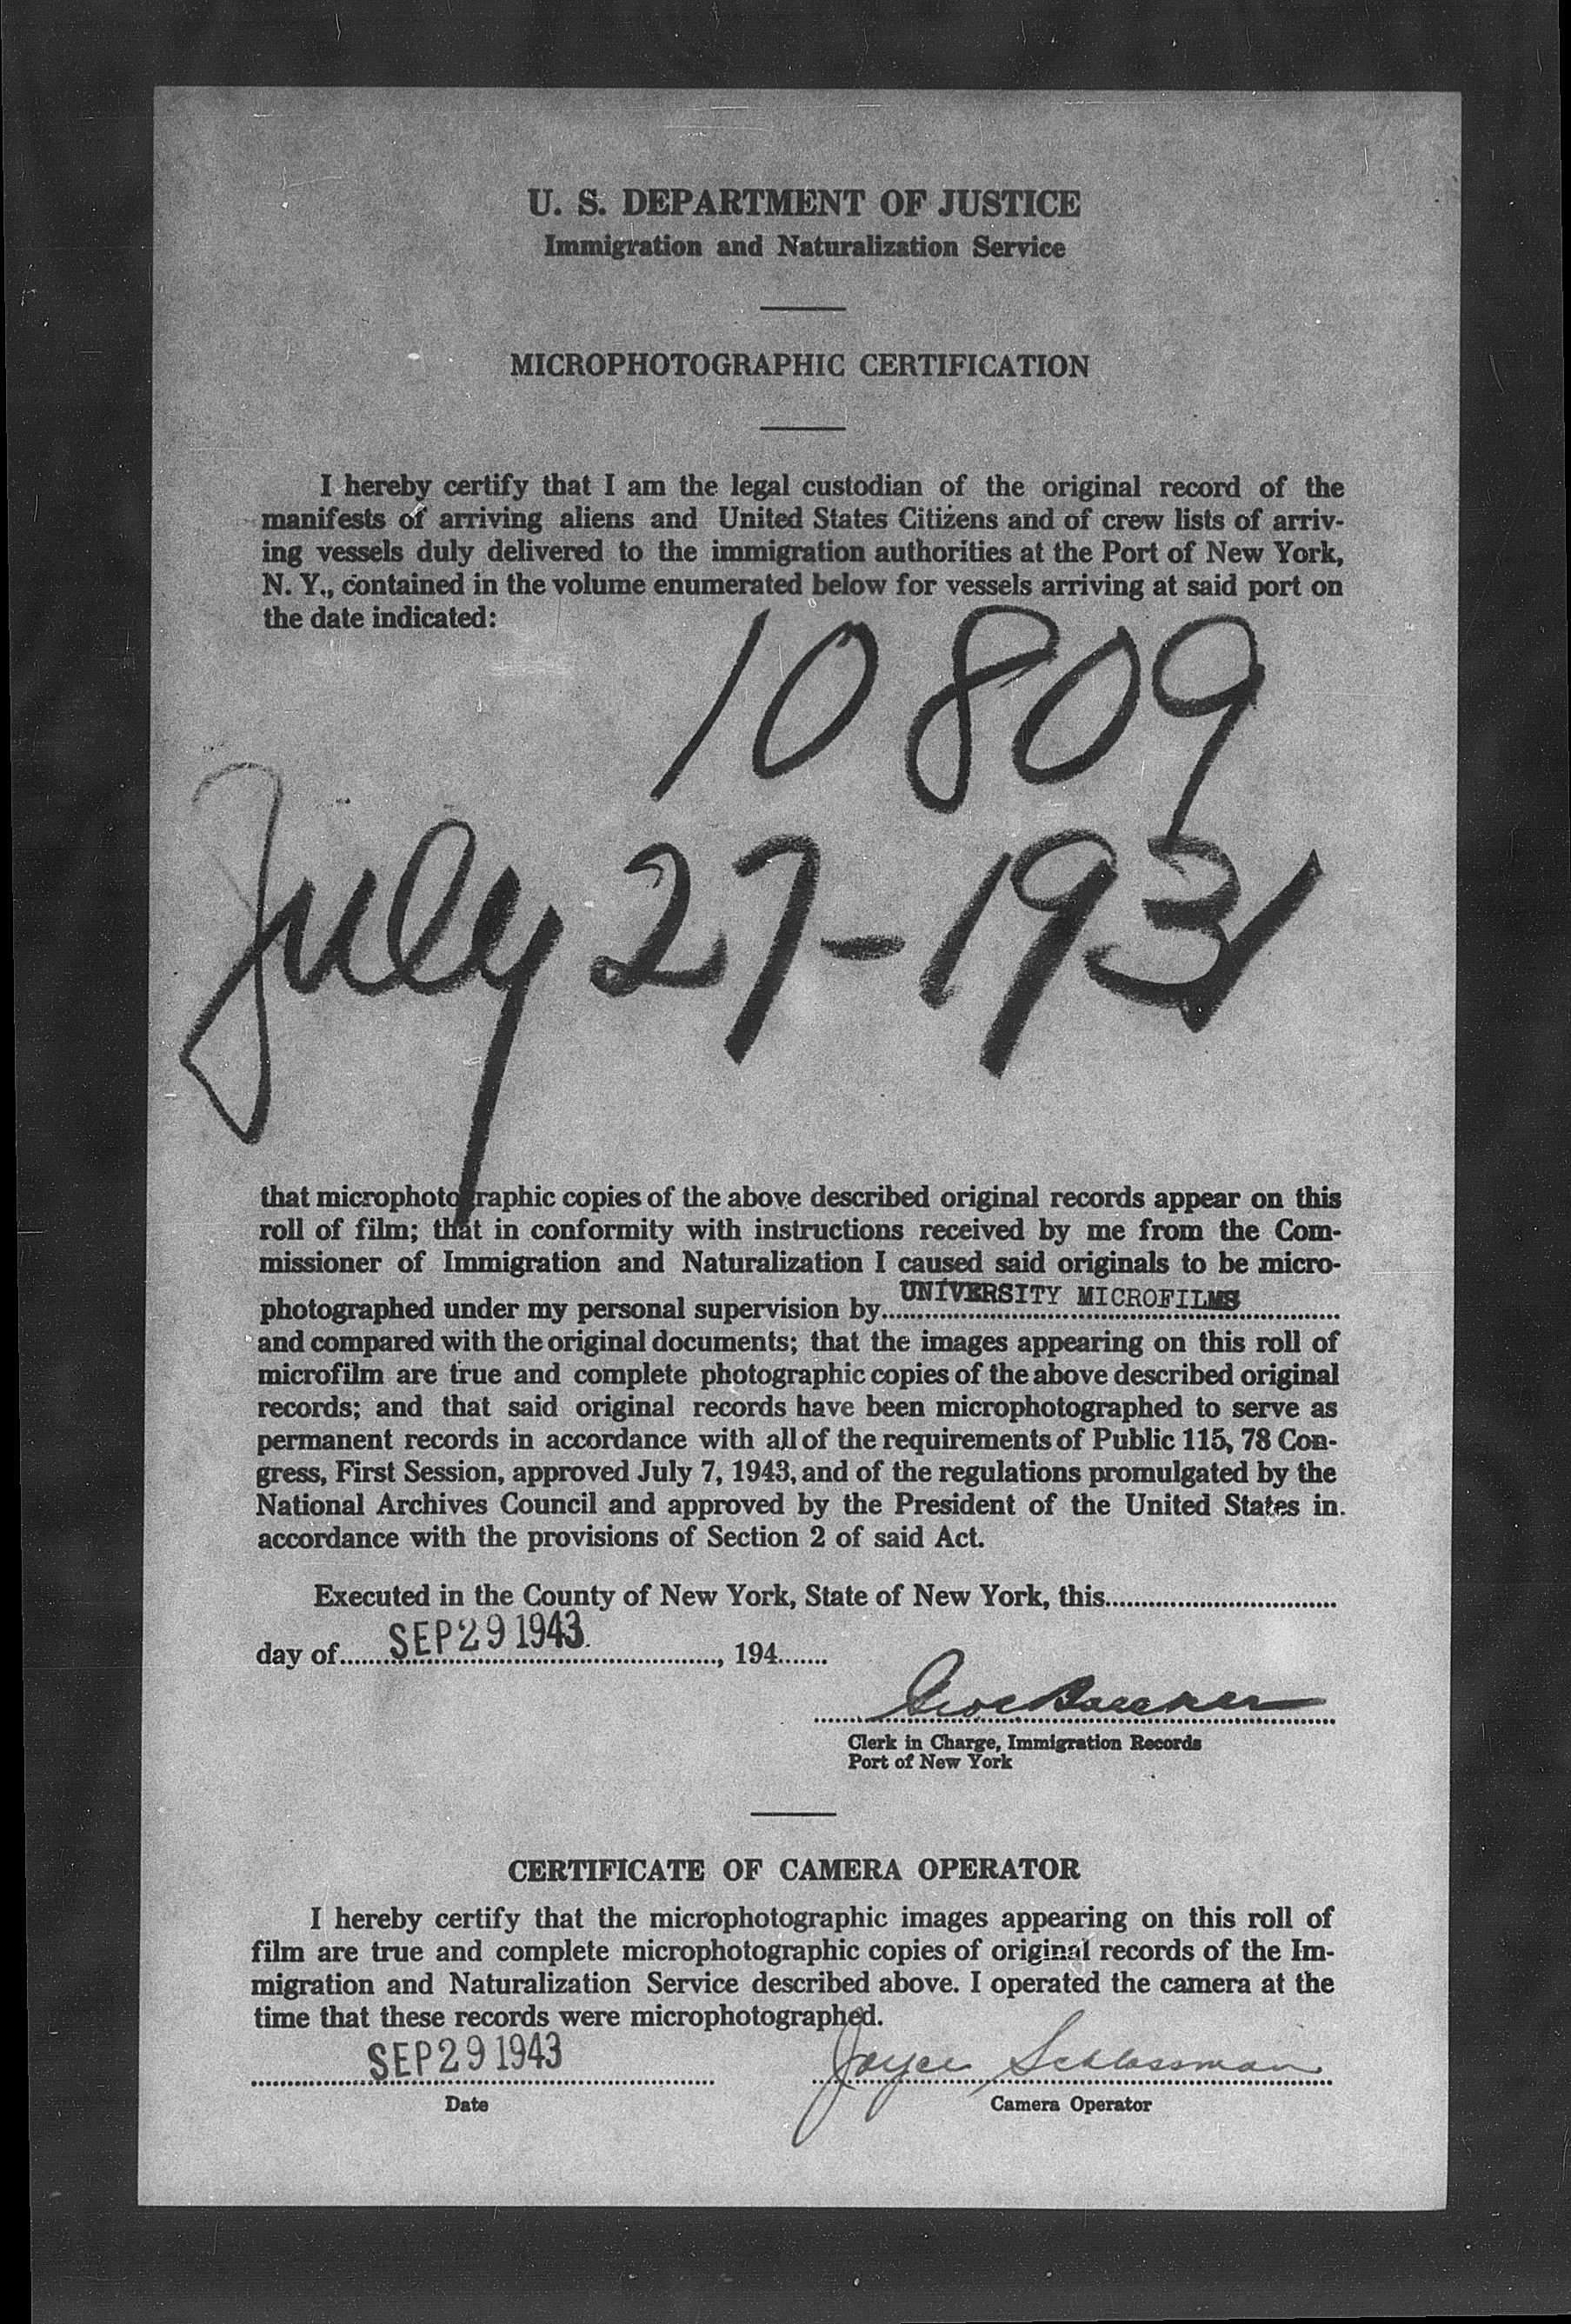 U. S. DEPARTMENT OF JUSTICE
Immigration and Naturalization Service
MICROPHOTOGRAPHIC CERTIFICATION
I hereby certify that I am the legal custodian of the original record of the
manifests of arriving aliens and United States Citizens and of crew lists of arriv-
ing vessels duly delivered to the immigration authorities at the Port of New York,
N. Y., contained in the volume enumerated below for vessels arriving at said port on
the date indicated:
10809
July 27-1931
that microphotographic copies of the above described original records appear on this
roll of film; that in conformity with instructions received by me from the Com-
missioner of Immigration and Naturalization I caused said originals to be micro-
photographed under my personal supervision by UNIVERSITY MICROFILMS
and compared with the original documents; that the images appearing on this roll of
microfilm are true and complete photographic copies of the above described original
records; and that said original records have been microphotographed to serve as
permanent records in accordance with all of the requirements of Public 115, 78 Con-
gress, First Session, approved July 7, 1943, and of the regulations promulgated by the
National Archives Council and approved by the President of the United States in
accordance with the provisions of Section 2 of said Act.
Executed in the County of New York, State of New York, this
day of SEP 29 1943, 194
Clerk in Charge, Immigration Records
Port of New York
CERTIFICATE OF CAMERA OPERATOR
I hereby certify that the microphotographic images appearing on this roll of
film are true and complete microphotographic copies of original records of the Im-
migration and Naturalization Service described above. I operated the camera at the
time that these records were microphotographed.
SEP 29 1943 Joyce Schlossman
Date Camera Operator